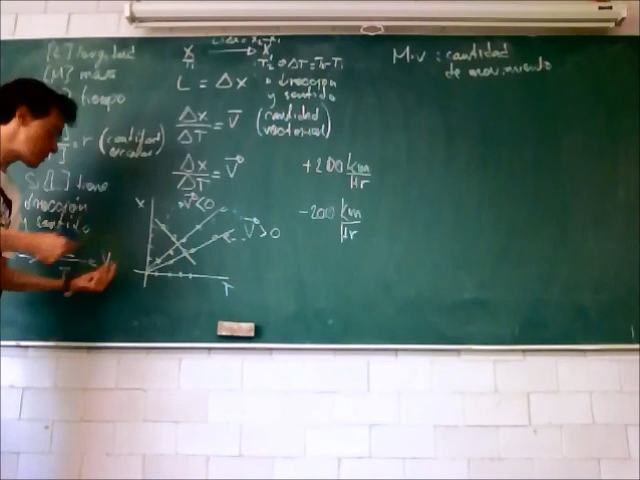 [L] longitud
[M] masa
tiempo
r (cantidad
escalar)
Si [L] tiene
dirección
y sentido
T
X
T1
L = ΔX
T2 ⇒ ΔT = T2 - T1
dirección
y sentido
ΔX
ΔT = V (cantidad
vectorial)
ΔX
ΔT = V
X
V<0
V>0
T
+200 km
Hr
-200 km
Hr
M.v : cantidad
de movimiento